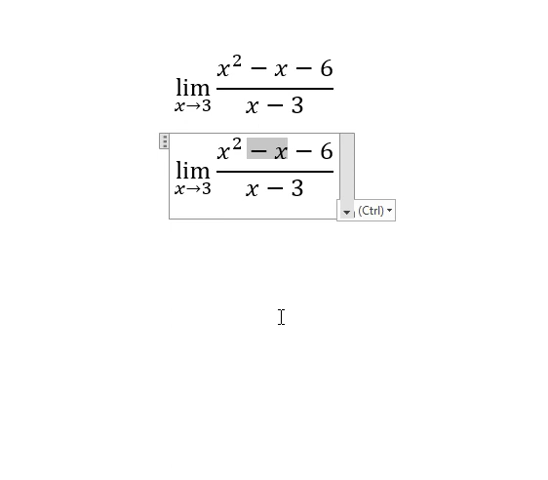 lim x→3 x² − x − 6 / x − 3
lim x→3 x² − x − 6 / x − 3
(Ctrl)